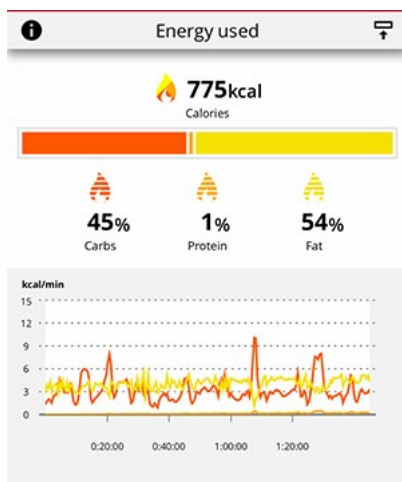 Energy used
775kcal
Calories
45% 1% 54%
Carbs Protein Fat
kcal/min
15
12
9
6
3
0
0:20:00 0:40:00 1:00:00 1:20:00